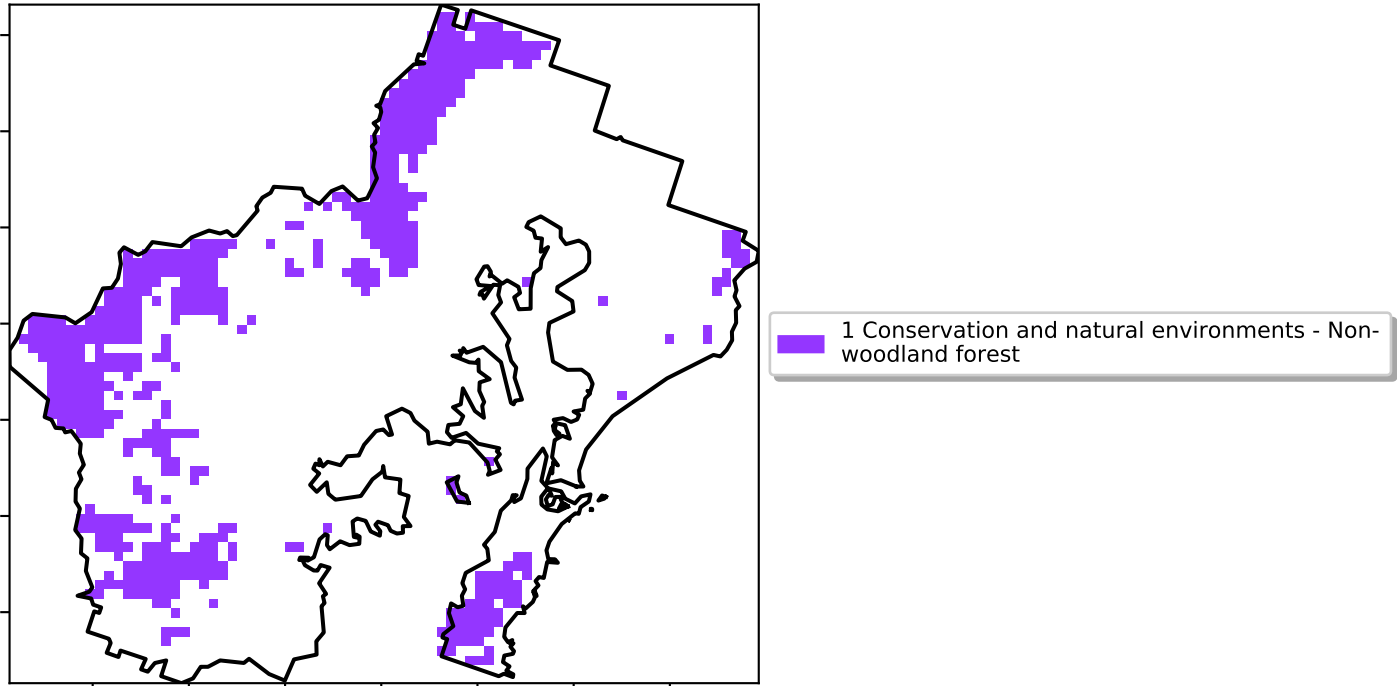 1 Conservation and natural environments - Non-
woodland forest